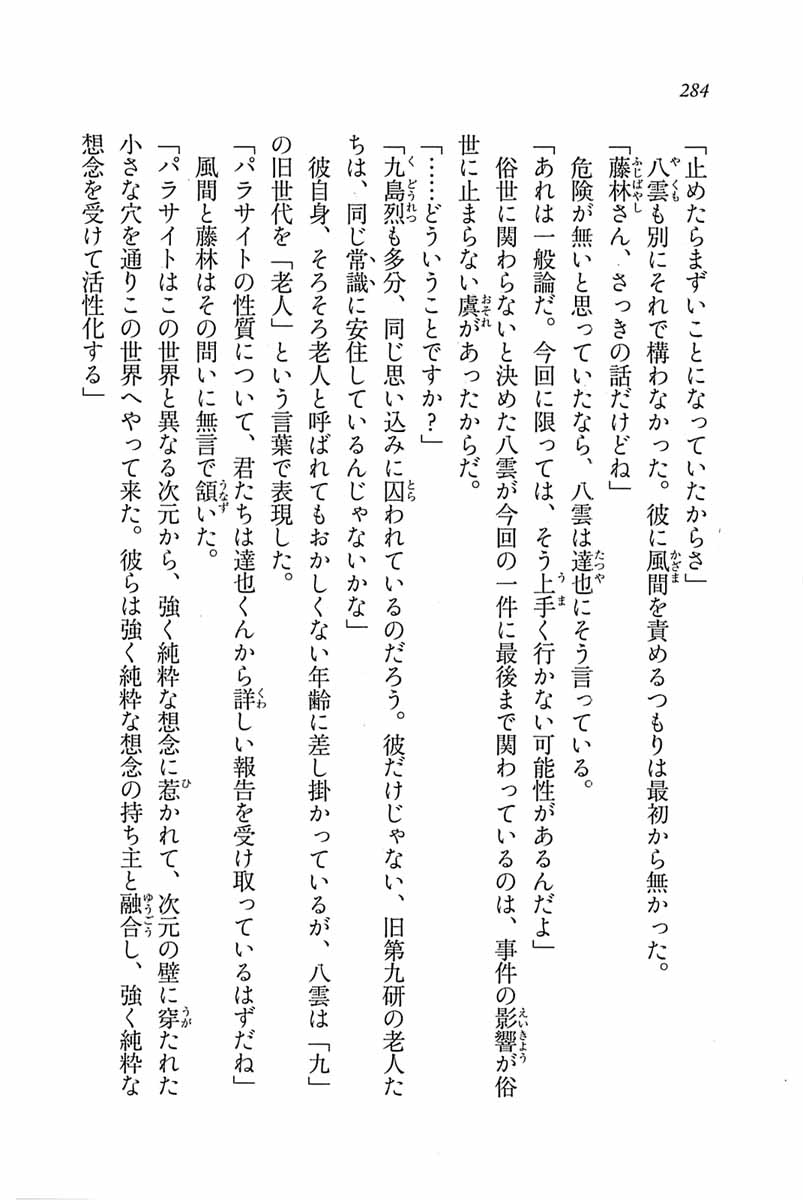 284
「止めたらまずいことになっていたからさ」
八雲も別にそれで構わなかった。彼に風間を責めるつもりは最初から無かった。
「藤林さん、さっきの話だけどね」
危険が無いと思っていたなら、八雲は達也にそう言っている。
「あれは一般論だ。今回に限っては、そう上手く行かない可能性があるんだよ」
俗世に関わらないと決めた八雲が今回の一件に最後まで関わっているのは、事件の影響が俗
世に止まらない虞があったからだ。
「……どういうことですか?」
「九島烈も多分、同じ思い込みに囚われているのだろう。彼だけじゃない、旧第九研の老人た
ちは、同じ常識に安住しているんじゃないかな」
彼自身、そろそろ老人と呼ばれてもおかしくない年齢に差し掛かっているが、八雲は「九」
の旧世代を「老人」という言葉で表現した。
「パラサイトの性質について、君たちは達也くんから詳しい報告を受け取っているはずだね」
風間と藤林はその問いに無言で頷いた。
「パラサイトはこの世界と異なる次元から、強く純粋な想念に惹かれて、次元の壁に穿たれた
小さな穴を通りこの世界へやって来た。彼らは強く純粋な想念の持ち主と融合し、強く純粋な
想念を受けて活性化する」